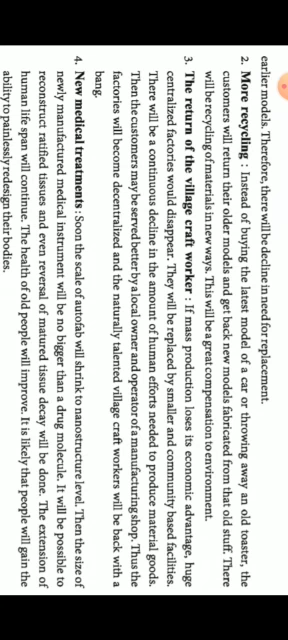 earlier models. Therefore, there will be decline in need for replacement.
2. More recycling : Instead of buying the latest model of a car or throwing away an old toaster, the
customers will return their older models and get back new models fabricated from that old stuff. There
will be recycling of materials in new ways. This will be a great compensation to environment.
3. The return of the village craft worker : If mass production loses its economic advantage, huge
centralized factories would disappear. They will be replaced by smaller and community based facilities.
There will be a continuous decline in the amount of human efforts needed to produce material goods.
Then the customers may be served better by a local owner and operator of a manufacturing shop. Thus the
factories will become decentralized and the naturally talented village craft workers will be back with a
bang.
4. New medical treatments : Soon the scale of autofab will shrink to nanostructure level. Then the size of
newly manufactured medical instrument will be no bigger than a drug molecule. It will be possible to
reconstruct ratified tissues and even reversal of matured tissue decay will be done. The extension of
human life span will continue. The health of old people will improve. It is likely that people will gain the
ability to painlessly redesign their bodies.